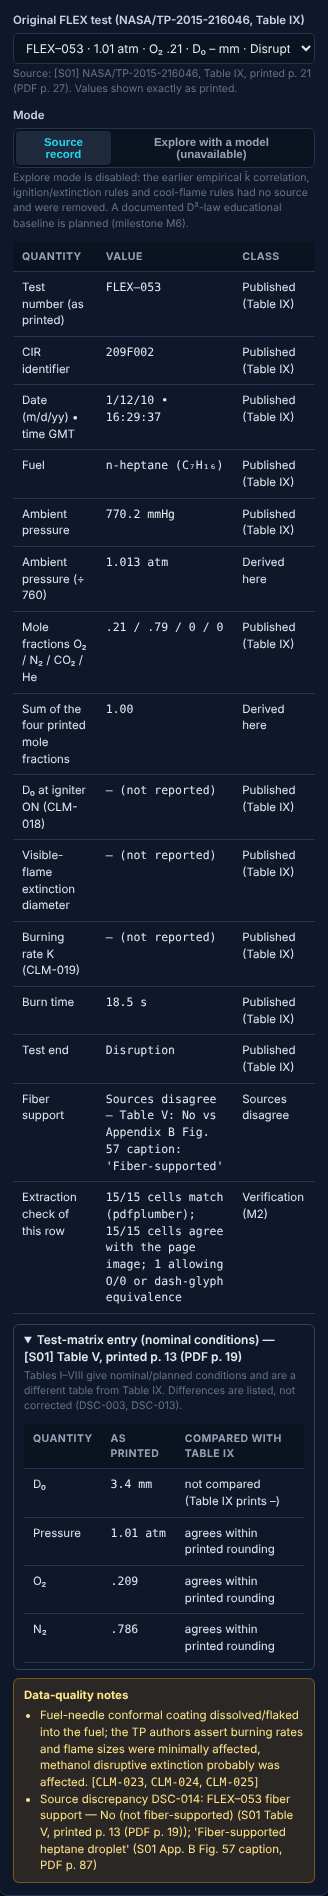 Original FLEX test (NASA/TP-2015-216046, Table IX)
FLEX–053 · 1.01 atm · O₂ .21 · D₀ – mm · Disrupt
Source: [S01] NASA/TP-2015-216046, Table IX, printed p. 21
(PDF p. 27). Values shown exactly as printed.
Mode
Source
record
Explore with a model
(unavailable)
Explore mode is disabled: the earlier empirical k̄ correlation,
ignition/extinction rules and cool-flame rules had no source
and were removed. A documented D²-law educational
baseline is planned (milestone M6).
QUANTITY VALUE CLASS
Test FLEX–053 Published
number (as (Table IX)
printed)
CIR 209F002 Published
identifier (Table IX)
Date 1/12/10 • Published
(m/d/yy) • 16:29:37 (Table IX)
time GMT
Fuel n-heptane (C₇H₁₆) Published
(Table IX)
Ambient 770.2 mmHg Published
pressure (Table IX)
Ambient 1.013 atm Derived
pressure (÷ here
760)
Mole .21 / .79 / 0 / 0 Published
fractions O₂ (Table IX)
/ N₂ / CO₂ /
He
Sum of the 1.00 Derived
four printed here
mole
fractions
D₀ at igniter – (not reported) Published
ON (CLM- (Table IX)
018)
Visible- – (not reported) Published
flame (Table IX)
extinction
diameter
Burning – (not reported) Published
rate K (Table IX)
(CLM-019)
Burn time 18.5 s Published
(Table IX)
Test end Disruption Published
(Table IX)
Fiber Sources disagree Sources
support — Table V: No vs disagree
Appendix B Fig.
57 caption:
'Fiber-supported'
Extraction 15/15 cells match Verification
check of (pdfplumber); (M2)
this row 15/15 cells agree
with the page
image; 1 allowing
O/0 or dash-glyph
equivalence
▼ Test-matrix entry (nominal conditions) —
[S01] Table V, printed p. 13 (PDF p. 19)
Tables I–VIII give nominal/planned conditions and are a
different table from Table IX. Differences are listed, not
corrected (DSC-003, DSC-013).
QUANTITY AS COMPARED WITH
PRINTED TABLE IX
D₀ 3.4 mm not compared
(Table IX prints –)
Pressure 1.01 atm agrees within
printed rounding
O₂ .209 agrees within
printed rounding
N₂ .786 agrees within
printed rounding
Data-quality notes
• Fuel-needle conformal coating dissolved/flaked
into the fuel; the TP authors assert burning rates
and flame sizes were minimally affected,
methanol disruptive extinction probably was
affected. [CLM-023, CLM-024, CLM-025]
• Source discrepancy DSC-014: FLEX–053 fiber
support — No (not fiber-supported) (S01 Table
V, printed p. 13 (PDF p. 19)); 'Fiber-supported
heptane droplet' (S01 App. B Fig. 57 caption,
PDF p. 87)